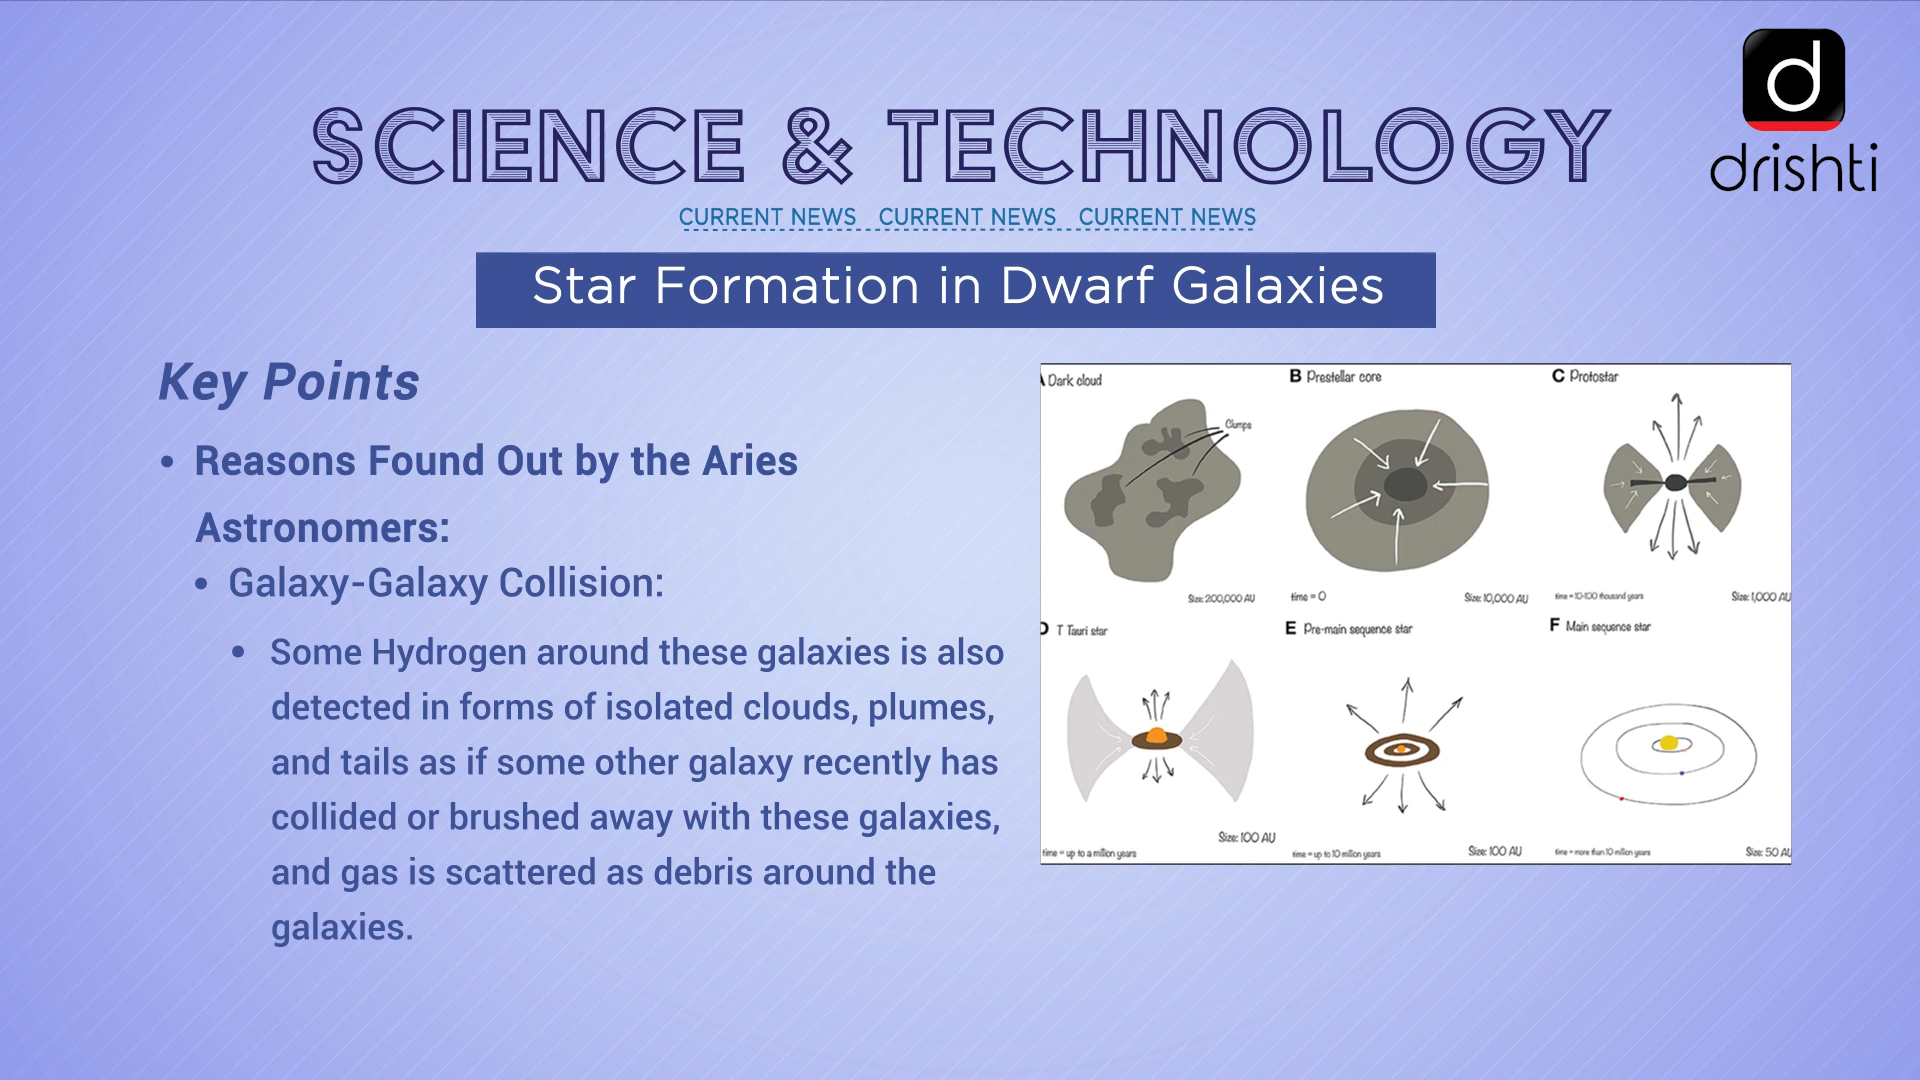 d
drishti
SCIENCE & TECHNOLOGY
CURRENT NEWS CURRENT NEWS CURRENT NEWS
Star Formation in Dwarf Galaxies
Key Points
• Reasons Found Out by the Aries
Astronomers:
• Galaxy-Galaxy Collision:
• Some Hydrogen around these galaxies is also
detected in forms of isolated clouds, plumes,
and tails as if some other galaxy recently has
collided or brushed away with these galaxies,
and gas is scattered as debris around the
galaxies.
A Dark cloud
Clumps
Size: 200,000 AU
B Prestellar core
time = 0
Size: 10,000 AU
C Protostar
time = 10-100 thousand years
Size: 1,000 AU
D T Tauri star
Size: 100 AU
time = up to a million years
E Pre-main sequence star
time = up to 10 million years
Size: 100 AU
F Main sequence star
time = more than 10 million years
Size: 50 AU